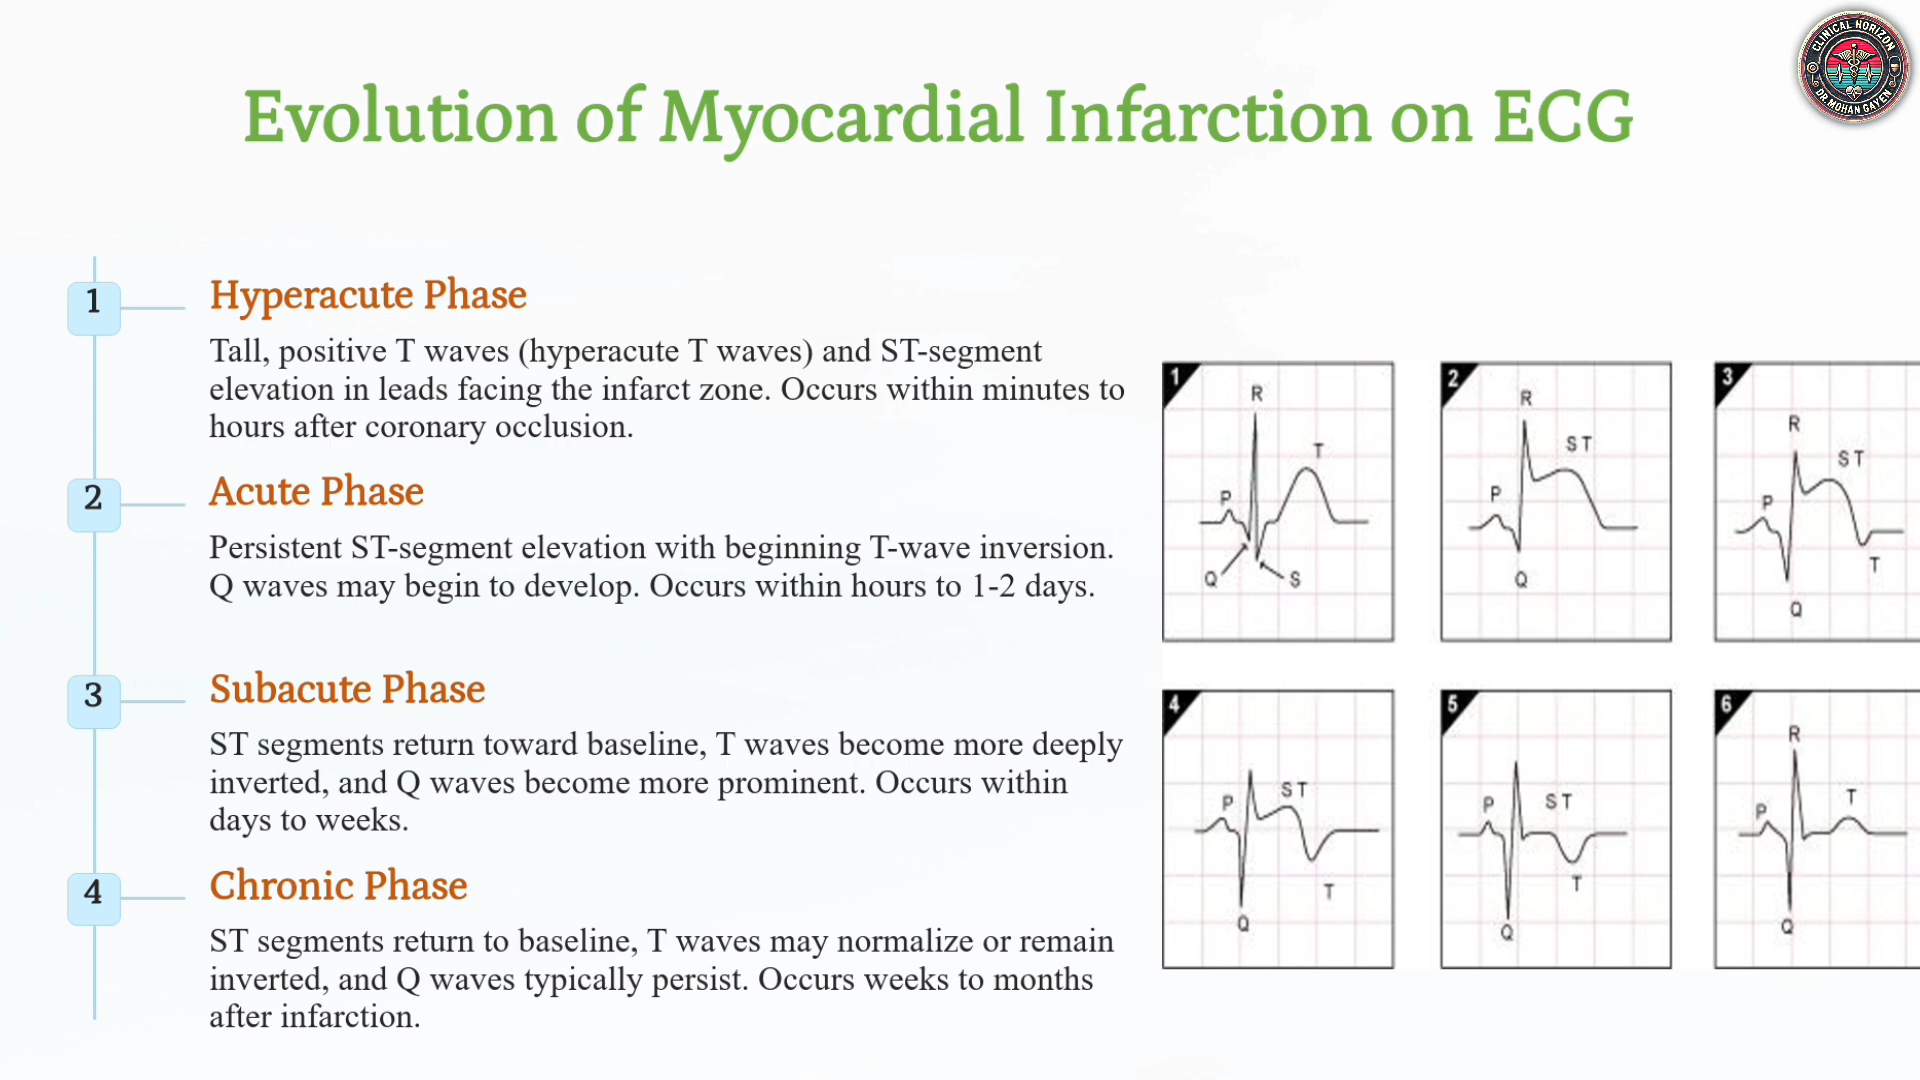 CLINICAL HORIZON
DR MOHAN GAYEN
Evolution of Myocardial Infarction on ECG
1
Hyperacute Phase
Tall, positive T waves (hyperacute T waves) and ST-segment
elevation in leads facing the infarct zone. Occurs within minutes to
hours after coronary occlusion.
2
Acute Phase
Persistent ST-segment elevation with beginning T-wave inversion.
Q waves may begin to develop. Occurs within hours to 1-2 days.
3
Subacute Phase
ST segments return toward baseline, T waves become more deeply
inverted, and Q waves become more prominent. Occurs within
days to weeks.
4
Chronic Phase
ST segments return to baseline, T waves may normalize or remain
inverted, and Q waves typically persist. Occurs weeks to months
after infarction.
1
R
T
P
Q
S
2
R
S T
P
Q
3
R
S T
P
T
Q
4
P
S T
T
Q
5
P
S T
T
Q
6
R
T
P
Q